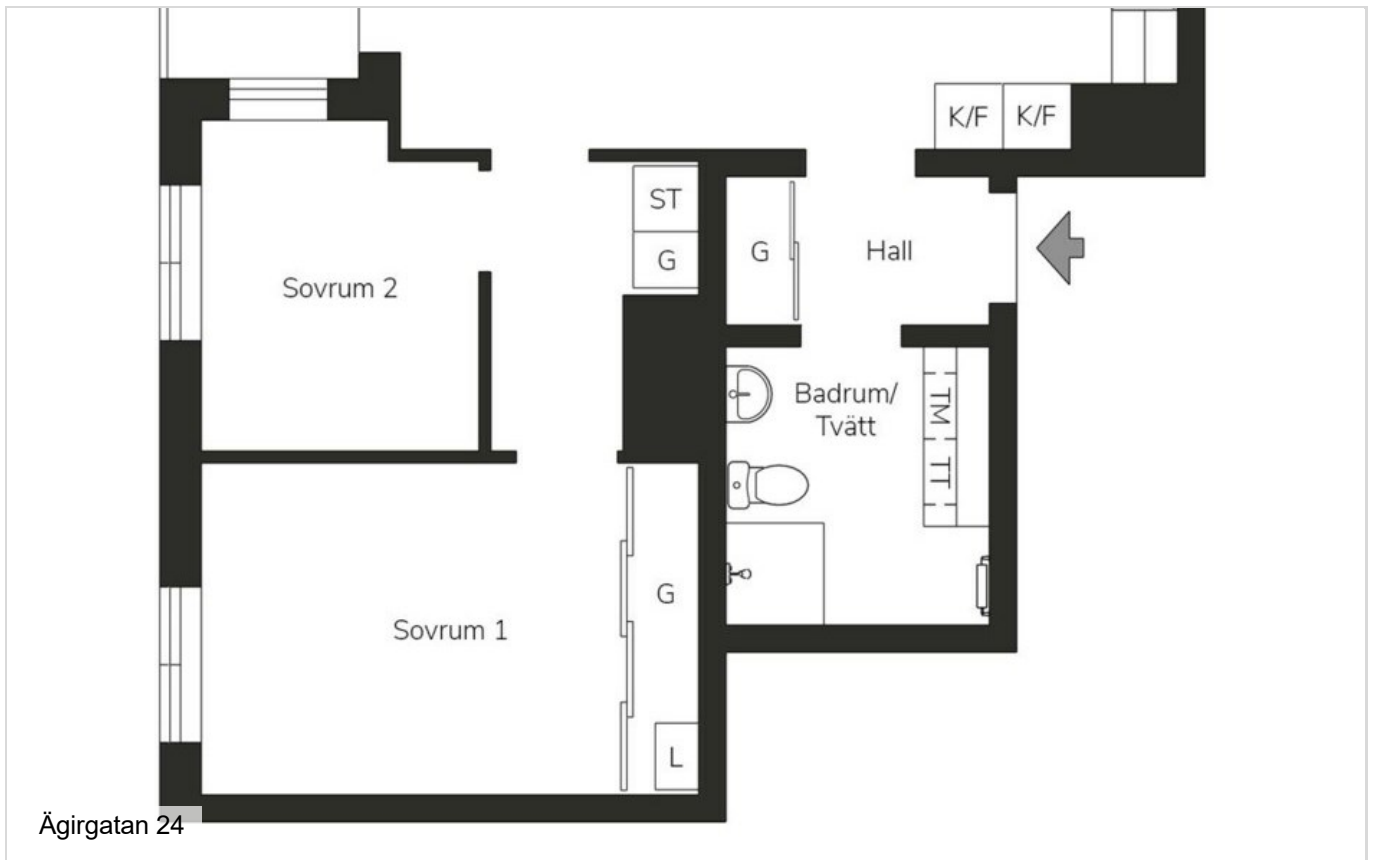 K/F K/F
ST
G
G
Hall
Sovrum 2
Badrum/
Tvätt
TM
TT
G
Sovrum 1
L
Ägirgatan 24